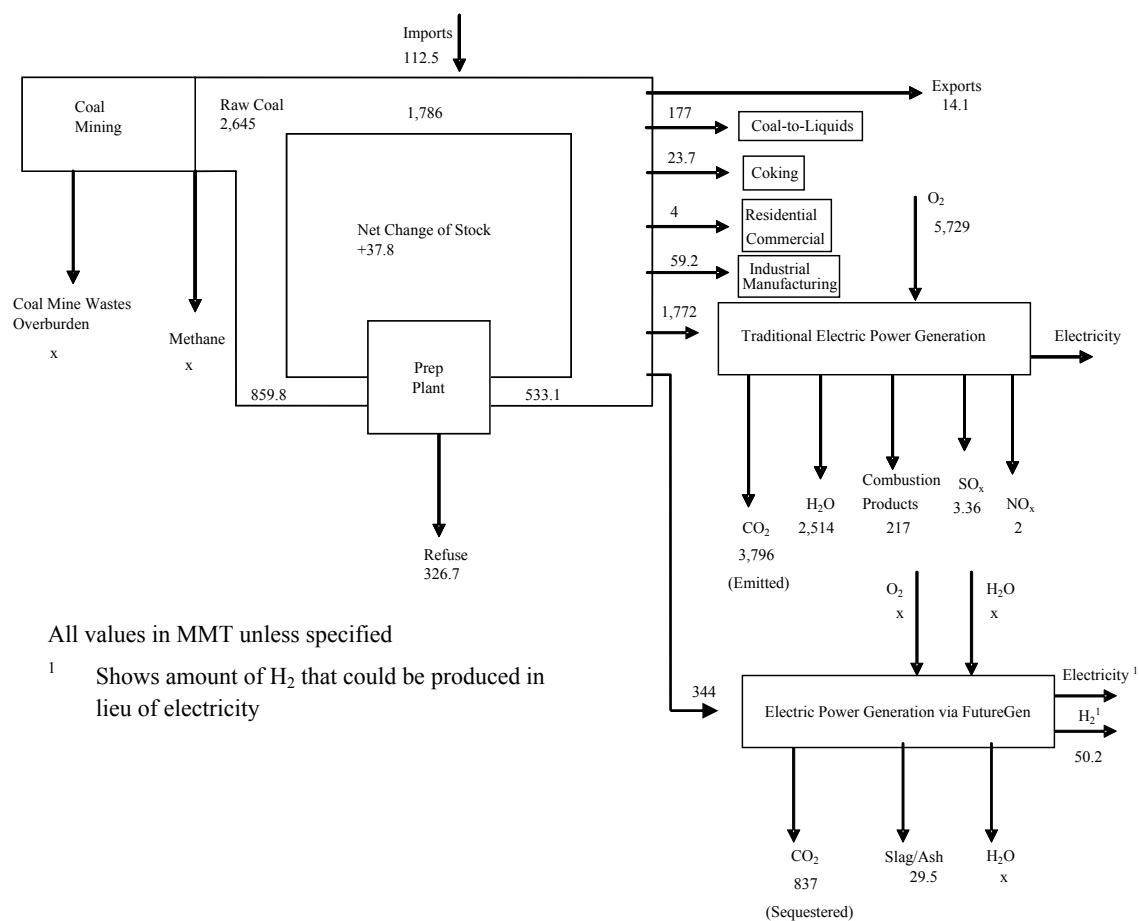 Imports
112.5
Coal
Mining
Raw Coal
2,645
1,786
Exports
14.1
177
Coal-to-Liquids
23.7
Coking
4
Residential
Commercial
O₂
5,729
Net Change of Stock
+37.8
59.2
Industrial
Manufacturing
Coal Mine Wastes
Overburden
x
Methane
x
1,772
Traditional Electric Power Generation
Electricity
Prep
Plant
859.8
533.1
CO₂
3,796
(Emitted)
H₂O
2,514
Combustion
Products
217
SOₓ
3.36
NOₓ
2
Refuse
326.7
O₂
x
H₂O
x
All values in MMT unless specified
¹ Shows amount of H₂ that could be produced in
lieu of electricity
344
Electric Power Generation via FutureGen
Electricity ¹
H₂¹
50.2
CO₂
837
(Sequestered)
Slag/Ash
29.5
H₂O
x